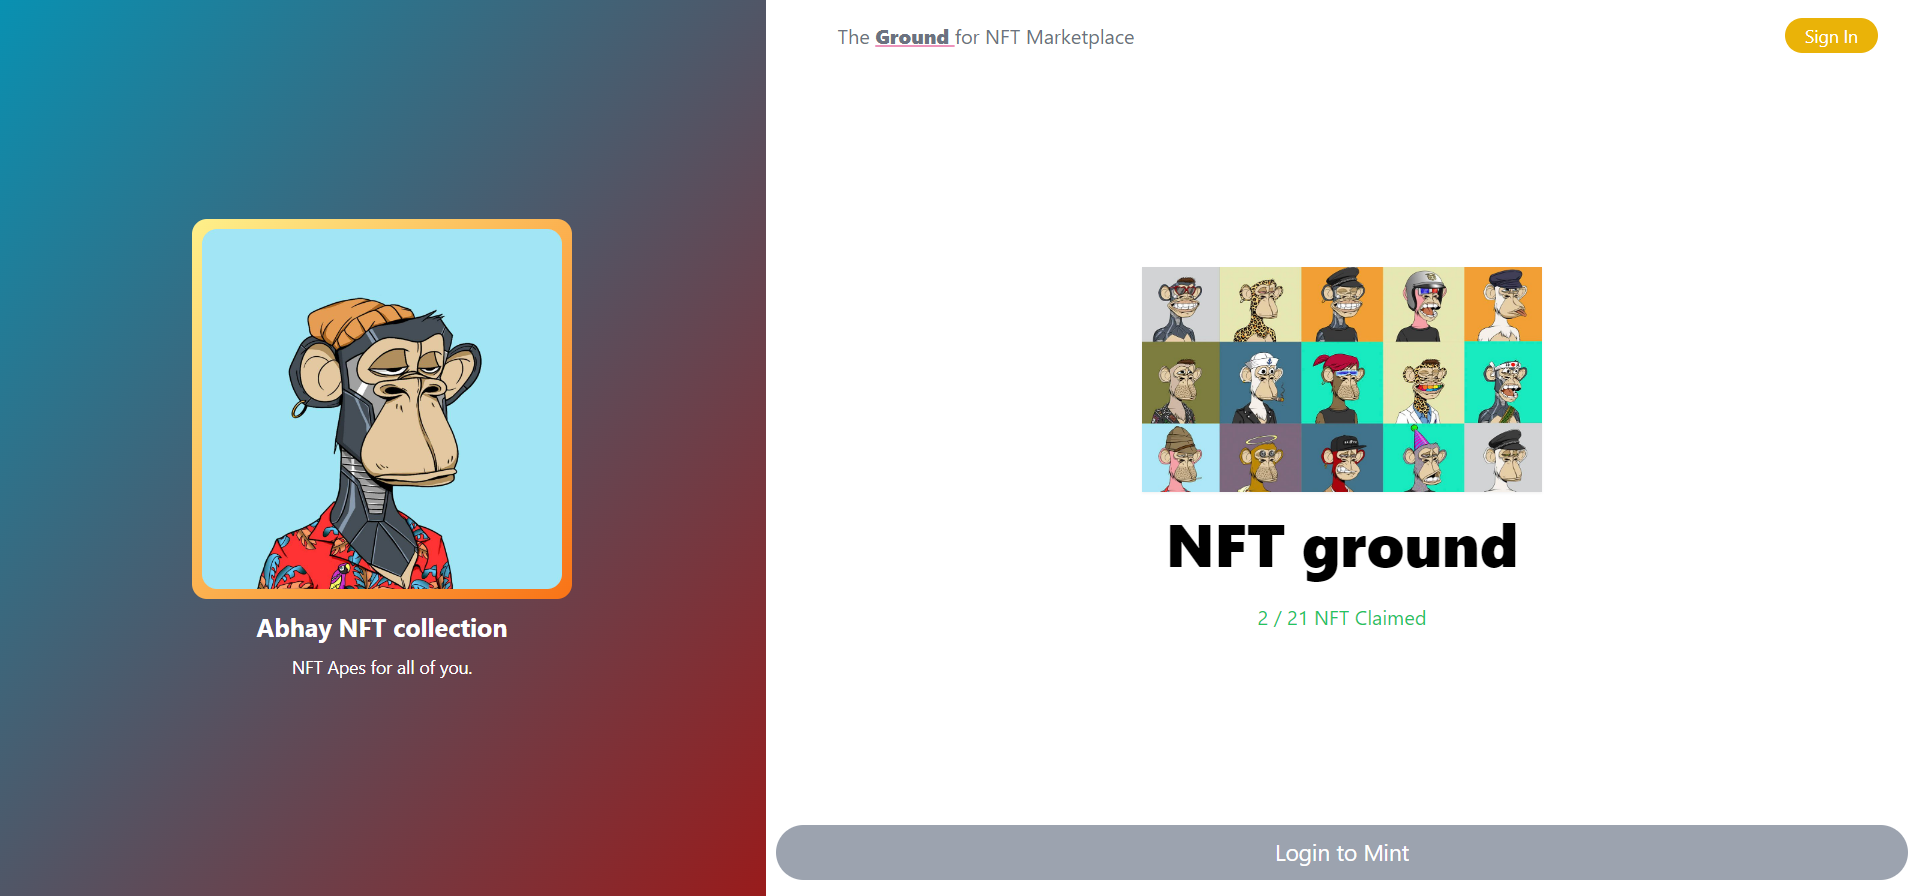 Abhay NFT collection
NFT Apes for all of you.
The Ground for NFT Marketplace
Sign In
NFT ground
2 / 21 NFT Claimed
Login to Mint